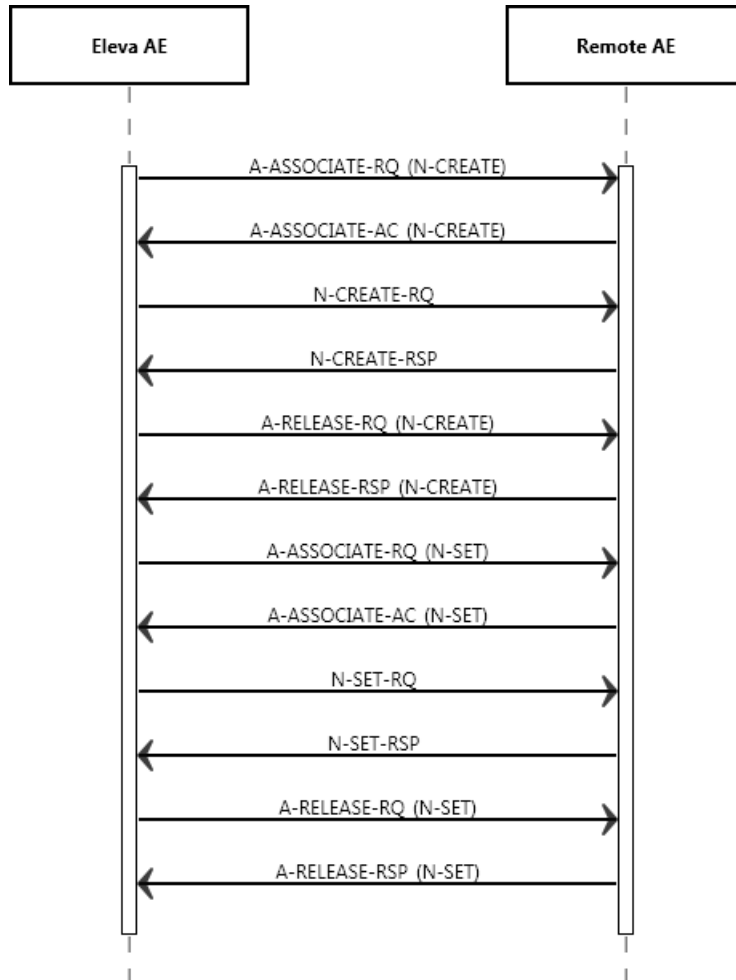 Eleva AE
Remote AE
A-ASSOCIATE-RQ (N-CREATE)
A-ASSOCIATE-AC (N-CREATE)
N-CREATE-RQ
N-CREATE-RSP
A-RELEASE-RQ (N-CREATE)
A-RELEASE-RSP (N-CREATE)
A-ASSOCIATE-RQ (N-SET)
A-ASSOCIATE-AC (N-SET)
N-SET-RQ
N-SET-RSP
A-RELEASE-RQ (N-SET)
A-RELEASE-RSP (N-SET)